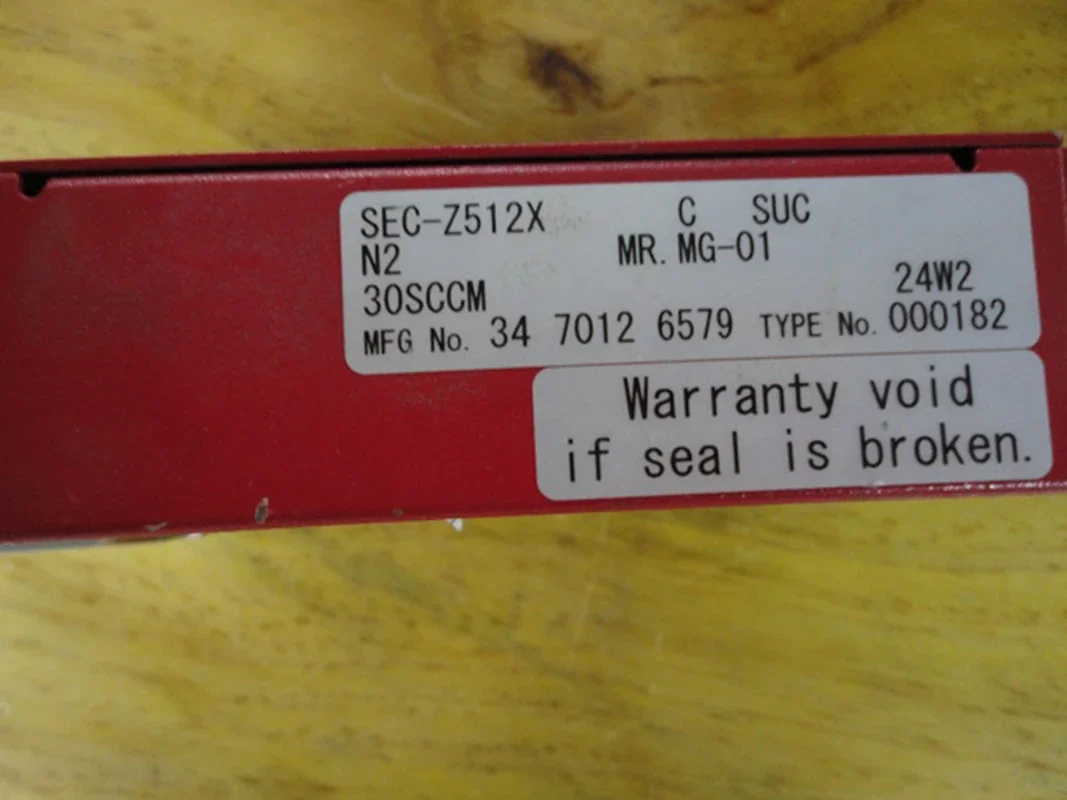 SEC-Z512X C SUC
N2 MR. MG-01
30SCCM 24W2
MFG No. 34 7012 6579 TYPE No. 000182
Warranty void
if seal is broken.